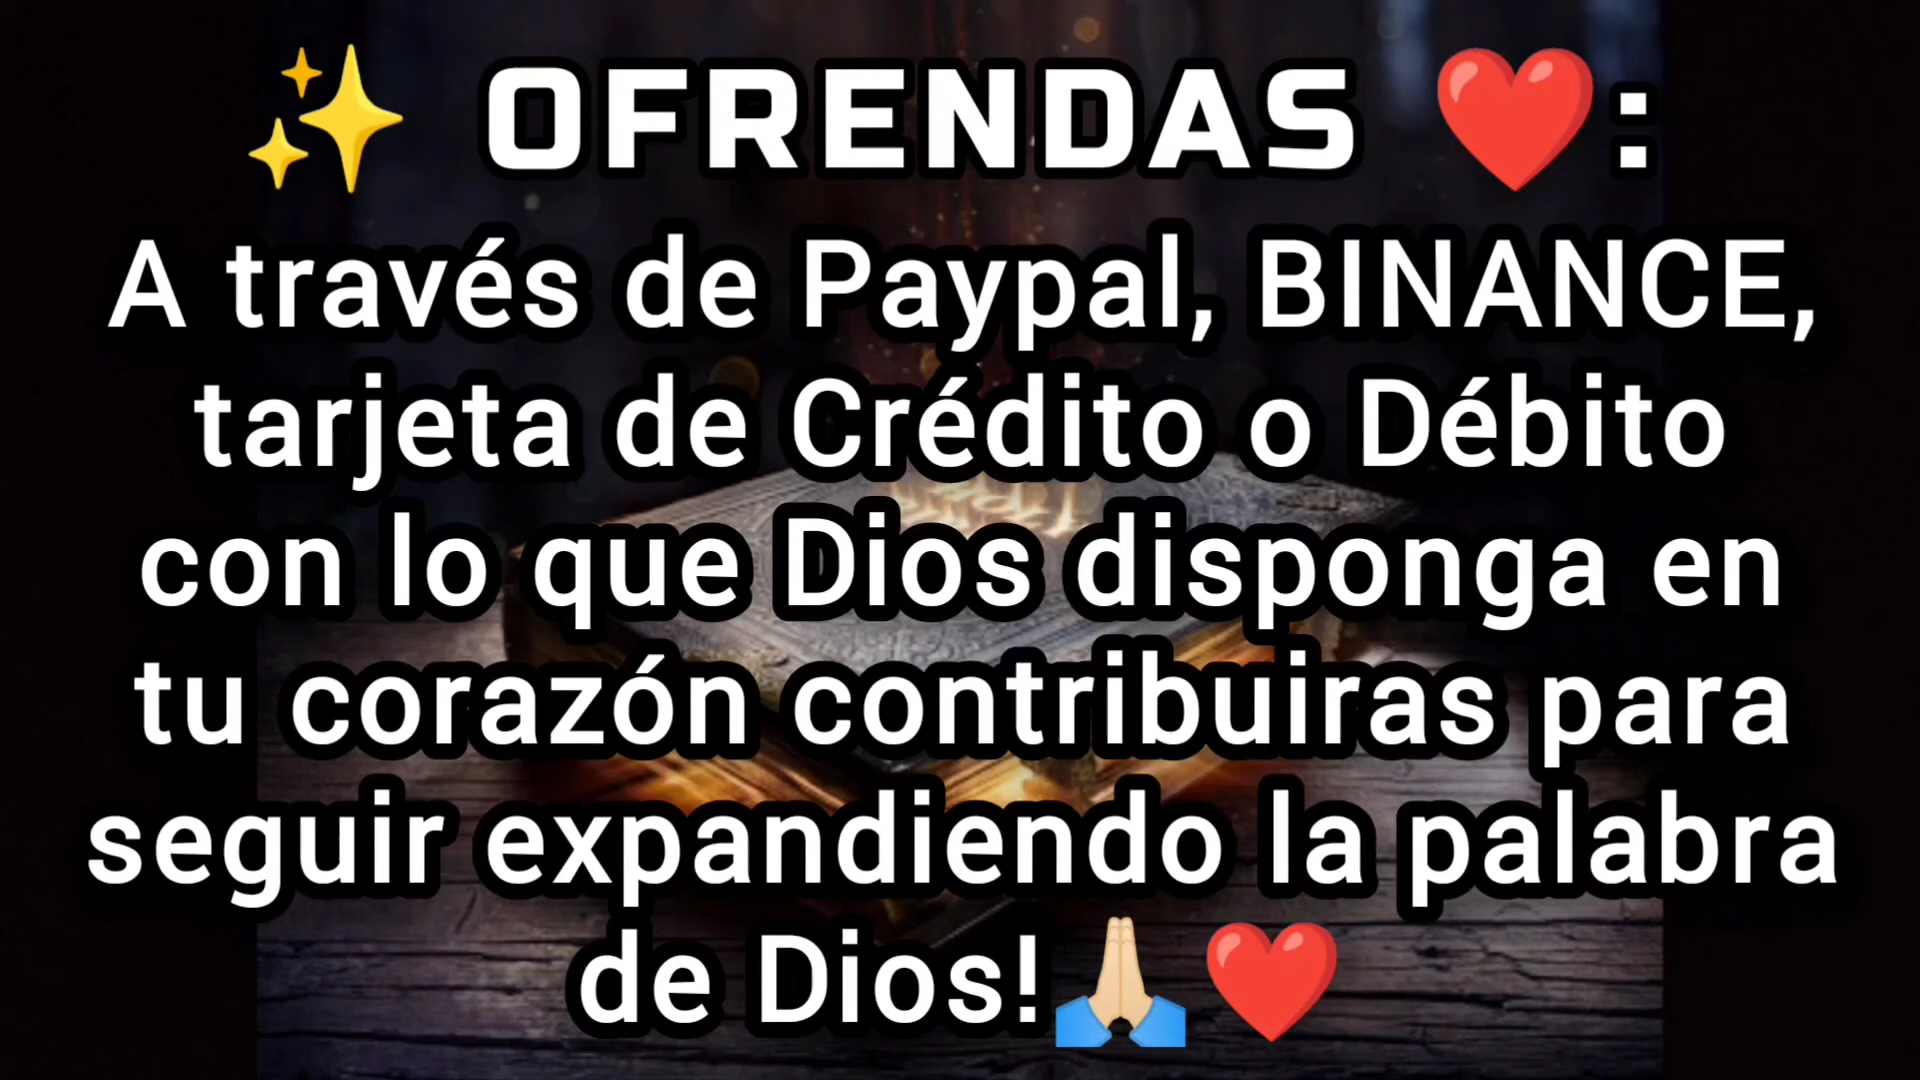 ✨ OFRENDAS ❤️:
A través de Paypal, BINANCE,
tarjeta de Crédito o Débito
con lo que Dios disponga en
tu corazón contribuiras para
seguir expandiendo la palabra
de Dios!🙏🏻❤️